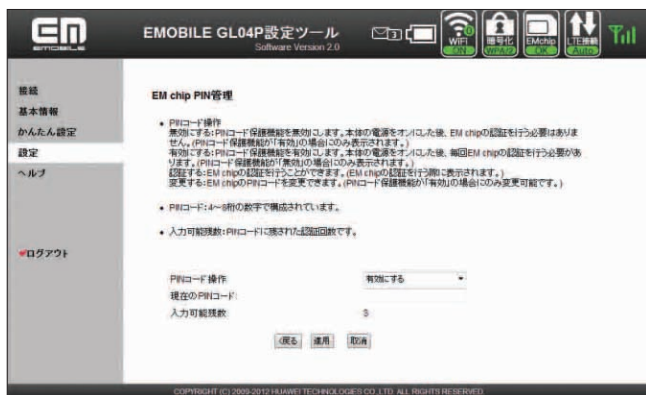 EM
EMOBILE
EMOBILE GL04P設定ツール
Software Version 2.0
WiFi
ON
暗号化
WPA/2
EMchip
OK
LTE接続
Auto
接続
基本情報
かんたん設定
設定
ヘルプ
ログアウト
EM chip PIN管理
• PINコード操作
無効にする:PINコード保護機能を無効にします。本体の電源をオンにした後、EM chipの認証を行う必要はありま
せん。(PINコード保護機能が「有効」の場合にのみ表示されます。)
有効にする:PINコード保護機能を有効にします。本体の電源をオンにした後、毎回EM chipの認証を行う必要があ
ります。(PINコード保護機能が「無効」の場合にのみ表示されます。)
認証する:EM chipの認証を行うことができます。(EM chipの認証を行う際に表示されます。)
変更する:EM chipのPINコードを変更できます。(PINコード保護機能が「有効」の場合にのみ変更可能です。)
• PINコード:4~8桁の数字で構成されています。
• 入力可能残数:PINコードに残された認証回数です。
PINコード操作 有効にする
現在のPINコード:
入力可能残数 3
<戻る 適用 取消
COPYRIGHT (C) 2009-2012 HUAWEI TECHNOLOGIES CO.,LTD. ALL RIGHTS RESERVED.